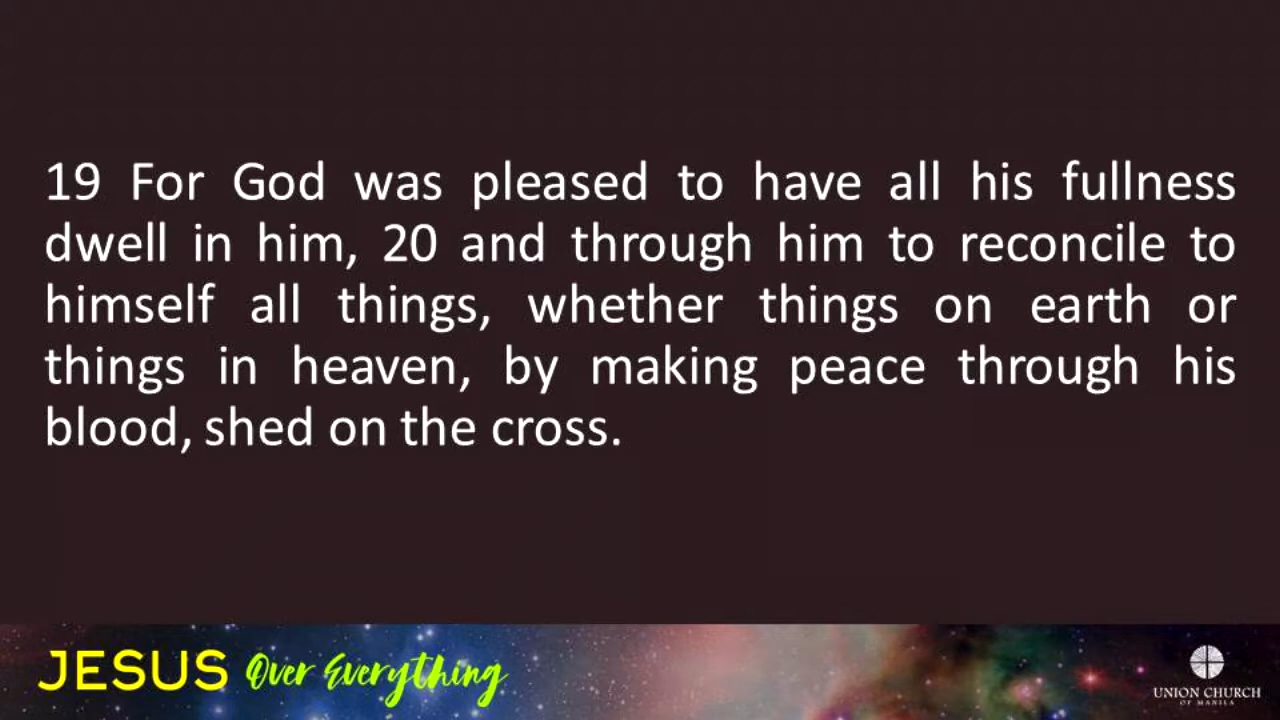 19 For God was pleased to have all his fullness
dwell in him, 20 and through him to reconcile to
himself all things, whether things on earth or
things in heaven, by making peace through his
blood, shed on the cross.
JESUS Over Everything
UNION CHURCH
OF MANILA